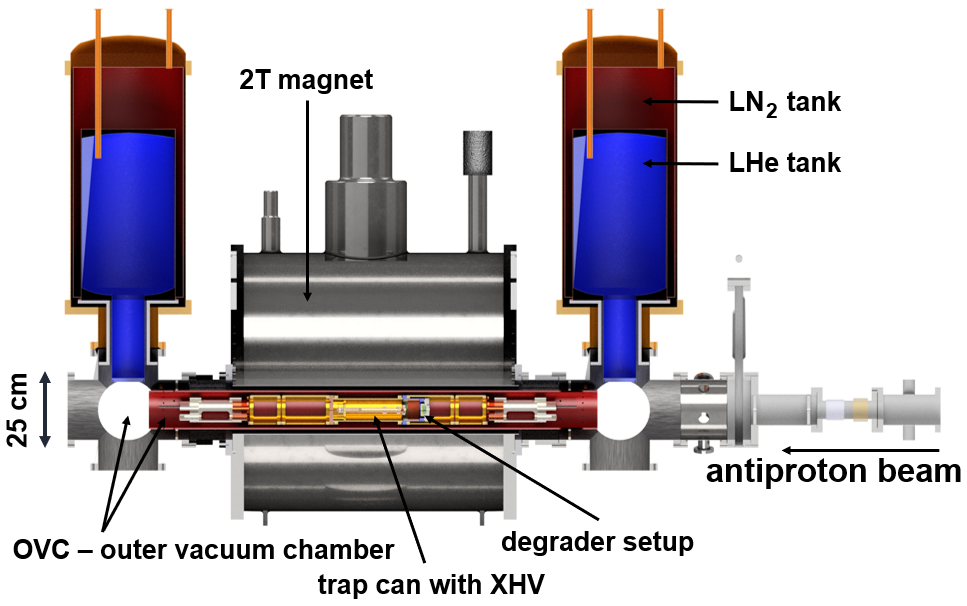 2T magnet
LN₂ tank
LHe tank
25 cm
antiproton beam
OVC – outer vacuum chamber
degrader setup
trap can with XHV